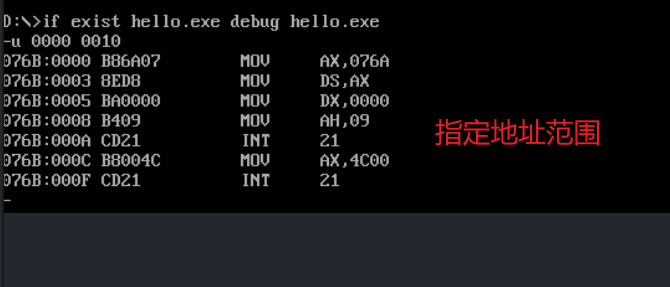 D:\>if exist hello.exe debug hello.exe
-u 0000 0010
076B:0000 B86A07 MOV AX,076A
076B:0003 8ED8 MOV DS,AX
076B:0005 BA0000 MOV DX,0000
076B:0008 B409 MOV AH,09
076B:000A CD21 INT 21
076B:000C B8004C MOV AX,4C00
076B:000F CD21 INT 21
-
指定地址范围